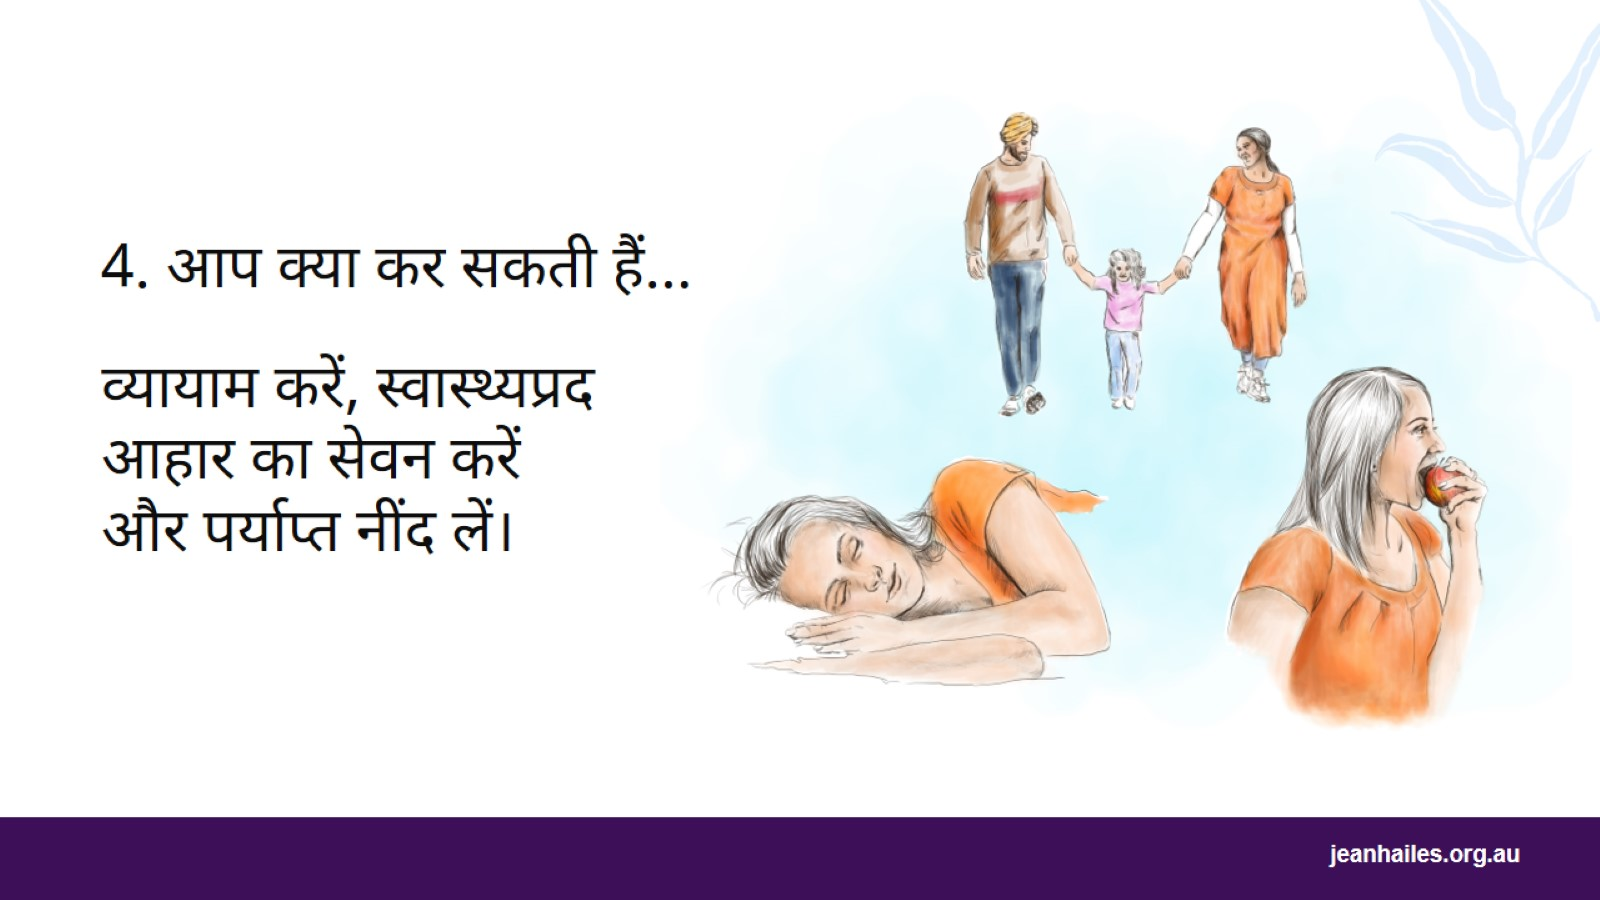 4. आप क्या कर सकती हैं...
व्यायाम करें, स्वास्थ्यप्रद
आहार का सेवन करें
और पर्याप्त नींद लें।
jeanhailes.org.au